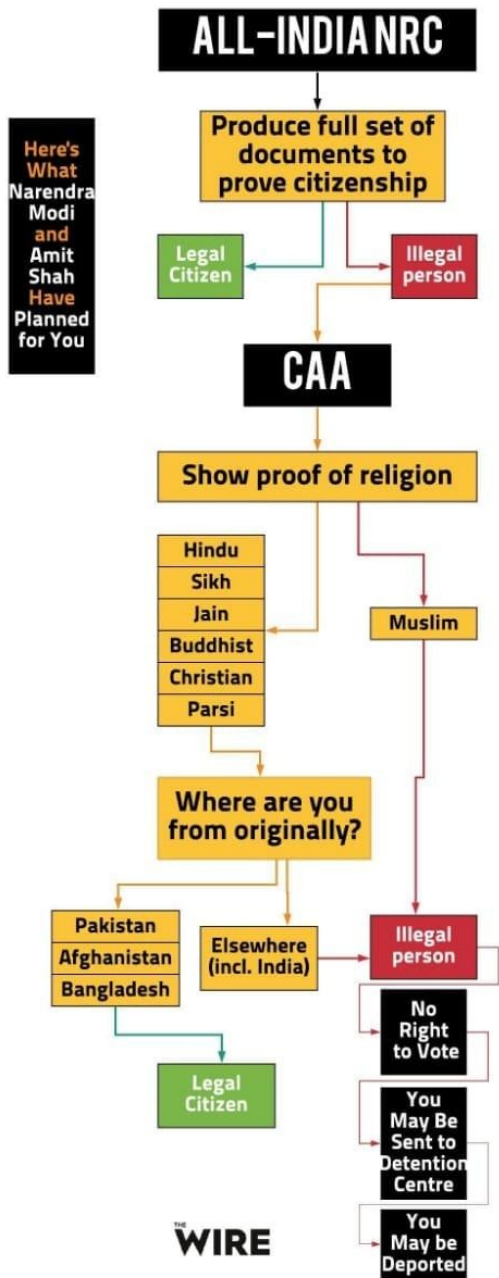 ALL-INDIA NRC
Here's
What
Narendra
Modi
and
Amit
Shah
Have
Planned
for You
Produce full set of
documents to
prove citizenship
Legal
Citizen
Illegal
person
CAA
Show proof of religion
Hindu
Sikh
Jain
Buddhist
Christian
Parsi
Muslim
Where are you
from originally?
Pakistan
Afghanistan
Bangladesh
Elsewhere
(incl. India)
Illegal
person
No
Right
to Vote
Legal
Citizen
You
May Be
Sent to
Detention
Centre
You
May be
Deported
THE
WIRE